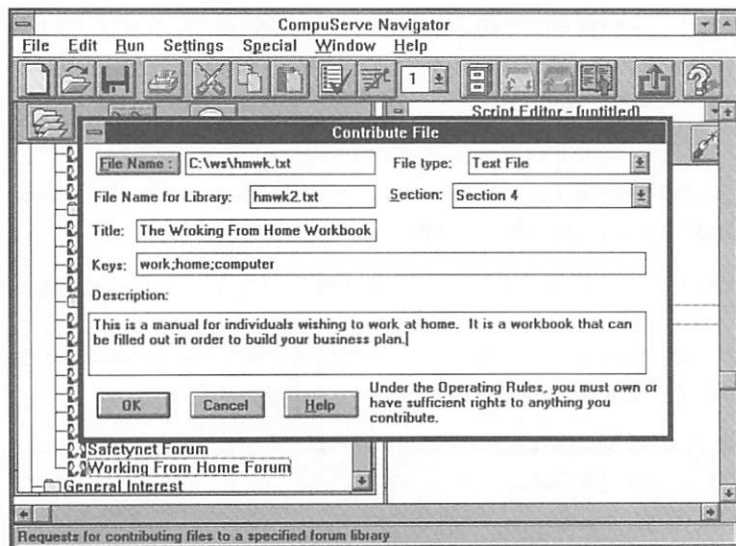 CompuServe Navigator
File Edit Run Settings Special Window Help
1
Script Editor - (untitled)
Contribute File
File Name : C:\ws\hmwk.txt File type: Text File
File Name for Library: hmwk2.txt Section: Section 4
Title: The Wroking From Home Workbook
Keys: work;home;computer
Description:
This is a manual for individuals wishing to work at home. It is a workbook that can
be filled out in order to build your business plan.
OK Cancel Help
Under the Operating Rules, you must own or
have sufficient rights to anything you
contribute.
Safetynet Forum
Working From Home Forum
General Interest
Requests for contributing files to a specified forum library